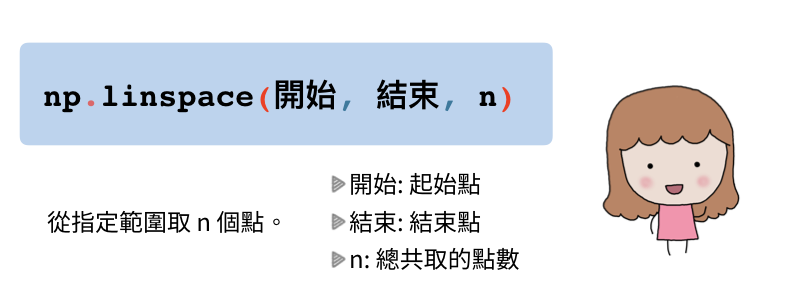 np.linspace(開始, 結束, n)
從指定範圍取 n 個點。
開始: 起始點
結束: 結束點
n: 總共取的點數